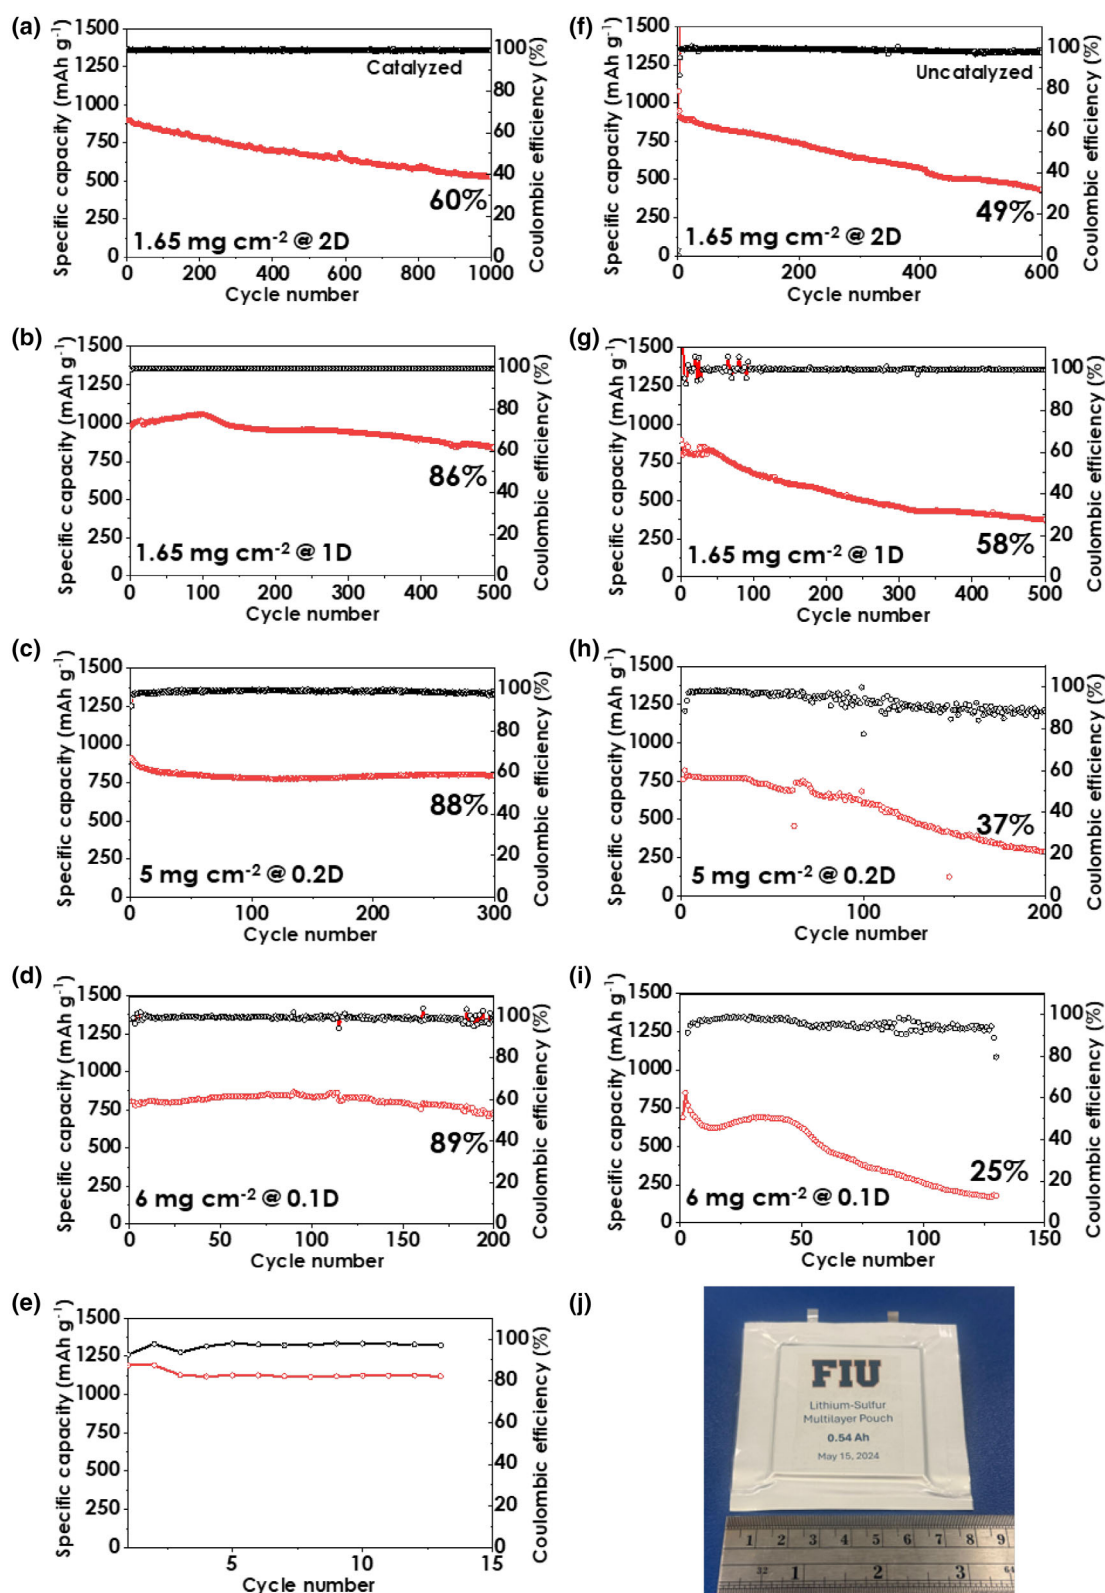 (a)
Specific capacity (mAh g-1)
1500
1250
1000
750
500
250
0
Catalyzed
60%
1.65 mg cm-2 @ 2D
100
80
60
40
20
0
Coulombic efficiency (%)
0 200 400 600 800 1000
Cycle number
(f)
Specific capacity (mAh g-1)
1500
1250
1000
750
500
250
0
Uncatalyzed
49%
1.65 mg cm-2 @ 2D
100
80
60
40
20
0
Coulombic efficiency (%)
0 200 400 600
Cycle number
(b)
Specific capacity (mAh g-1)
1500
1250
1000
750
500
250
0
86%
1.65 mg cm-2 @ 1D
100
80
60
40
20
0
Coulombic efficiency (%)
0 100 200 300 400 500
Cycle number
(g)
Specific capacity (mAh g-1)
1500
1250
1000
750
500
250
0
58%
1.65 mg cm-2 @ 1D
100
80
60
40
20
0
Coulombic efficiency (%)
0 100 200 300 400 500
Cycle number
(c)
Specific capacity (mAh g-1)
1500
1250
1000
750
500
250
0
88%
5 mg cm-2 @ 0.2D
100
80
60
40
20
0
Coulombic efficiency (%)
0 100 200 300
Cycle number
(h)
Specific capacity (mAh g-1)
1500
1250
1000
750
500
250
0
37%
5 mg cm-2 @ 0.2D
100
80
60
40
20
0
Coulombic efficiency (%)
0 100 200
Cycle number
(d)
Specific capacity (mAh g-1)
1500
1250
1000
750
500
250
0
89%
6 mg cm-2 @ 0.1D
100
80
60
40
20
0
Coulombic efficiency (%)
0 50 100 150 200
Cycle number
(i)
Specific capacity (mAh g-1)
1500
1250
1000
750
500
250
0
25%
6 mg cm-2 @ 0.1D
100
80
60
40
20
0
Coulombic efficiency (%)
0 50 100 150
Cycle number
(e)
Specific capacity (mAh g-1)
1500
1250
1000
750
500
250
0
100
80
60
40
20
0
Coulombic efficiency (%)
5 10 15
Cycle number
(j)
FIU
Lithium-Sulfur
Multilayer Pouch
0.54 Ah
May 15, 2024
1 2 3 4 5 6 7 8 9
32 1 2 3